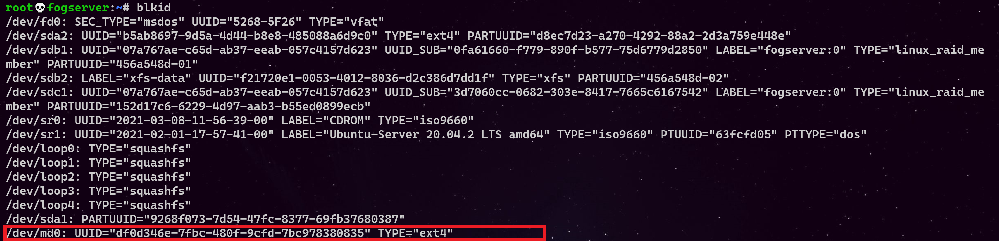 root💀fogserver:~# blkid
/dev/fd0: SEC_TYPE="msdos" UUID="5268-5F26" TYPE="vfat"
/dev/sda2: UUID="b5ab8697-9d5a-4d44-b8e8-485088a6d9c0" TYPE="ext4" PARTUUID="d8ec7d23-a270-4292-88a2-2d3a759e448e"
/dev/sdb1: UUID="07a767ae-c65d-ab37-eeab-057c4157d623" UUID_SUB="0fa61660-f779-890f-b577-75d6779d2850" LABEL="fogserver:0" TYPE="linux_raid_me
mber" PARTUUID="456a548d-01"
/dev/sdb2: LABEL="xfs-data" UUID="f21720e1-0053-4012-8036-d2c386d7dd1f" TYPE="xfs" PARTUUID="456a548d-02"
/dev/sdc1: UUID="07a767ae-c65d-ab37-eeab-057c4157d623" UUID_SUB="3d7060cc-0682-303e-8417-7665c6167542" LABEL="fogserver:0" TYPE="linux_raid_me
mber" PARTUUID="152d17c6-6229-4d97-aab3-b55ed0899ecb"
/dev/sr0: UUID="2021-03-08-11-56-39-00" LABEL="CDROM" TYPE="iso9660"
/dev/sr1: UUID="2021-02-01-17-57-41-00" LABEL="Ubuntu-Server 20.04.2 LTS amd64" TYPE="iso9660" PTUUID="63fcfd05" PTTYPE="dos"
/dev/loop0: TYPE="squashfs"
/dev/loop1: TYPE="squashfs"
/dev/loop2: TYPE="squashfs"
/dev/loop3: TYPE="squashfs"
/dev/loop4: TYPE="squashfs"
/dev/sda1: PARTUUID="9268f073-7d54-47fc-8377-69fb37680387"
/dev/md0: UUID="df0d346e-7fbc-480f-9cfd-7bc978380835" TYPE="ext4"